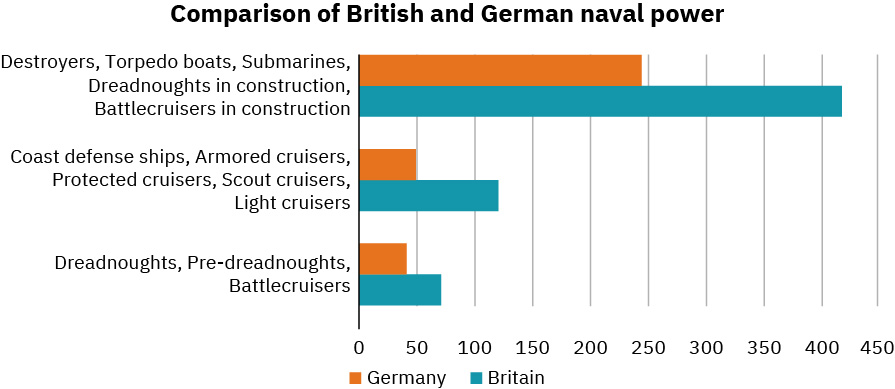 Comparison of British and German naval power
Destroyers, Torpedo boats, Submarines,
Dreadnoughts in construction,
Battlecruisers in construction
Coast defense ships, Armored cruisers,
Protected cruisers, Scout cruisers,
Light cruisers
Dreadnoughts, Pre-dreadnoughts,
Battlecruisers
0 50 100 150 200 250 300 350 400 450
Germany Britain